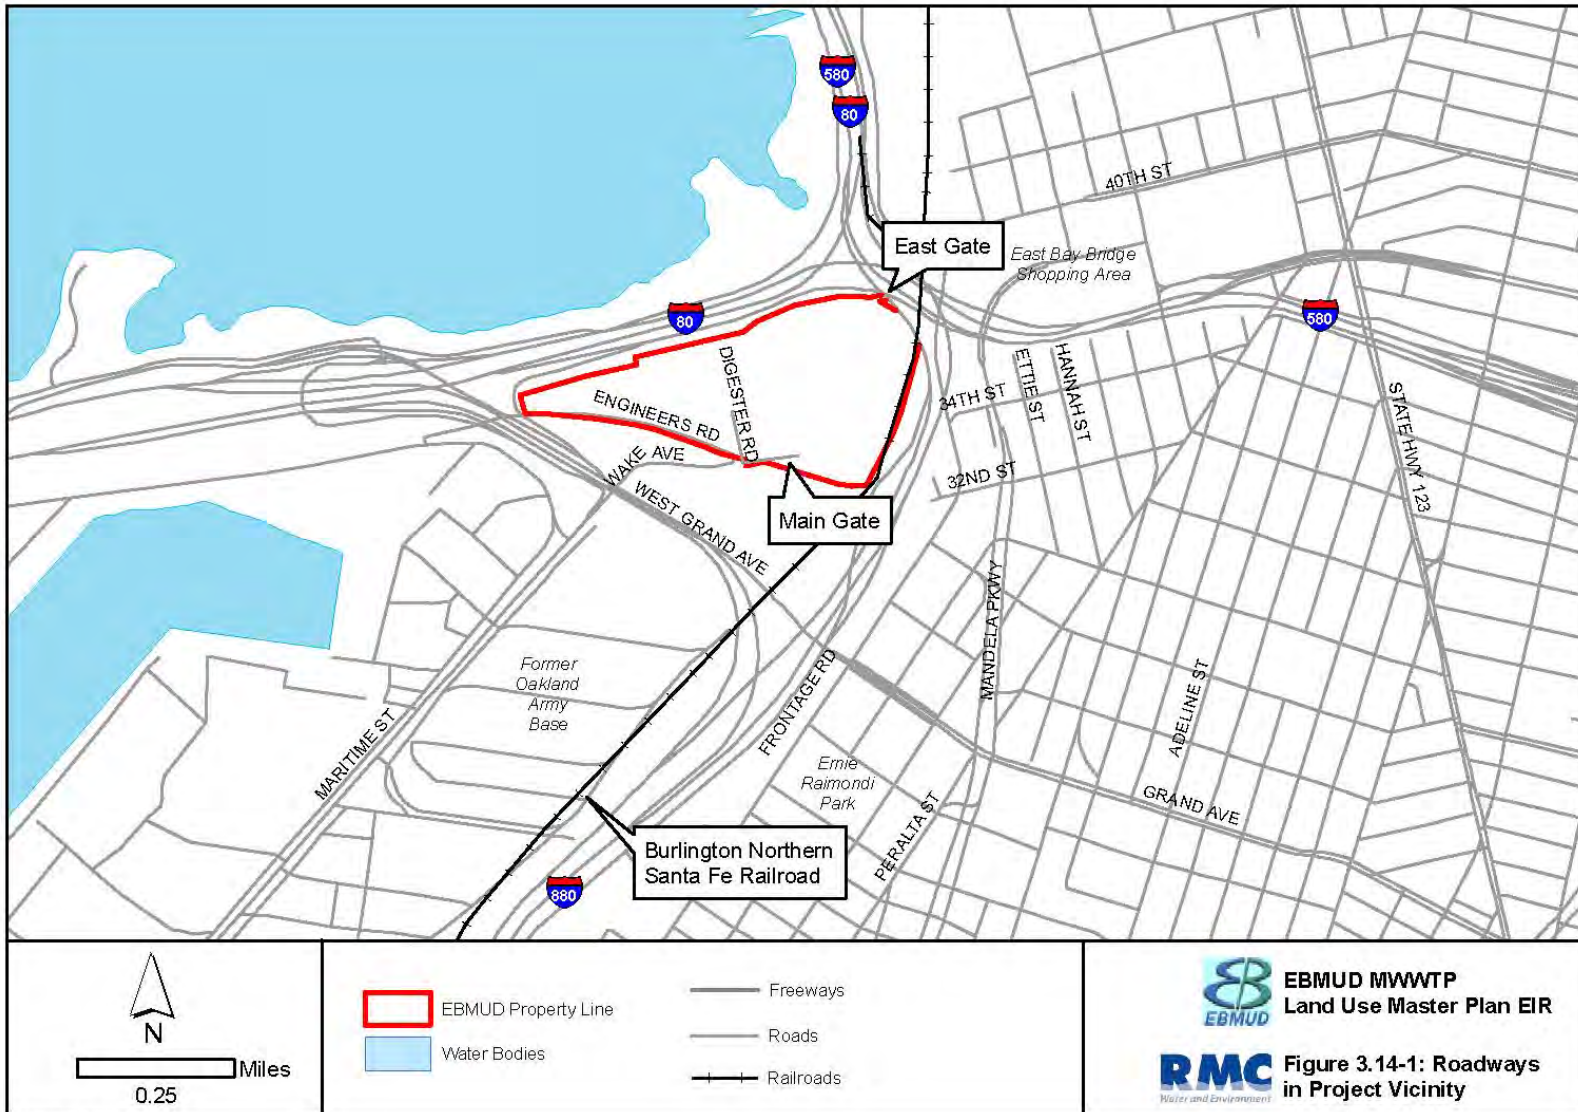 580
80
40TH ST
East Gate
East Bay Bridge
Shopping Area
80
580
DIGESTER RD
ENGINEERS RD
ETTIE ST
HANNAH ST
34TH ST
STATE HWY 123
WAKE AVE
32ND ST
WEST GRAND AVE
Main Gate
MANDELA PKWY
Former
Oakland
Army
Base
FRONTAGE RD
ADELINE ST
MARITIME ST
Ernie
Raimondi
Park
GRAND AVE
PERALTA ST
Burlington Northern
Santa Fe Railroad
880
N
Miles
0.25
EBMUD Property Line
Water Bodies
Freeways
Roads
Railroads
EBMUD
EBMUD MWWTP
Land Use Master Plan EIR
RMC
Water and Environment
Figure 3.14-1: Roadways
in Project Vicinity